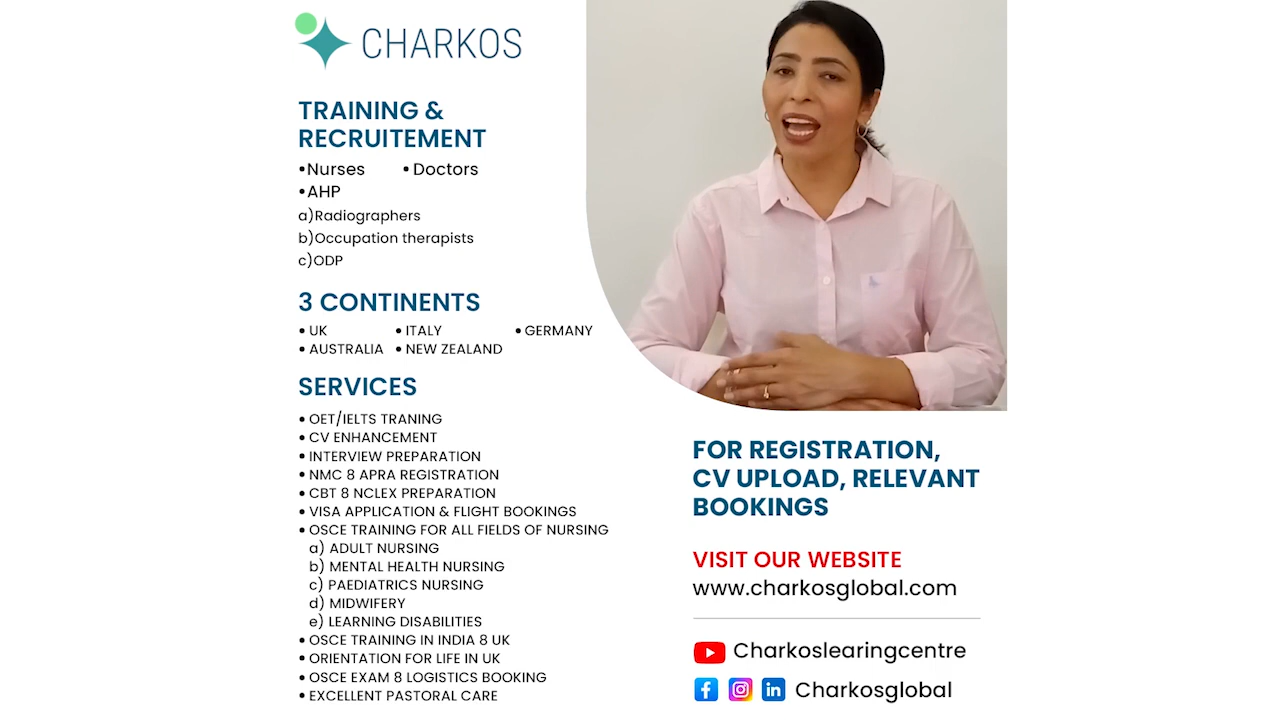 CHARKOS
TRAINING &
RECRUITEMENT
•Nurses • Doctors
•AHP
a)Radiographers
b)Occupation therapists
c)ODP
3 CONTINENTS
• UK • ITALY • GERMANY
• AUSTRALIA • NEW ZEALAND
SERVICES
• OET/IELTS TRANING
• CV ENHANCEMENT
• INTERVIEW PREPARATION
• NMC 8 APRA REGISTRATION
• CBT 8 NCLEX PREPARATION
• VISA APPLICATION & FLIGHT BOOKINGS
• OSCE TRAINING FOR ALL FIELDS OF NURSING
a) ADULT NURSING
b) MENTAL HEALTH NURSING
c) PAEDIATRICS NURSING
d) MIDWIFERY
e) LEARNING DISABILITIES
• OSCE TRAINING IN INDIA 8 UK
• ORIENTATION FOR LIFE IN UK
• OSCE EXAM 8 LOGISTICS BOOKING
• EXCELLENT PASTORAL CARE
FOR REGISTRATION,
CV UPLOAD, RELEVANT
BOOKINGS
VISIT OUR WEBSITE
www.charkosglobal.com
Charkoslearingcentre
Charkosglobal